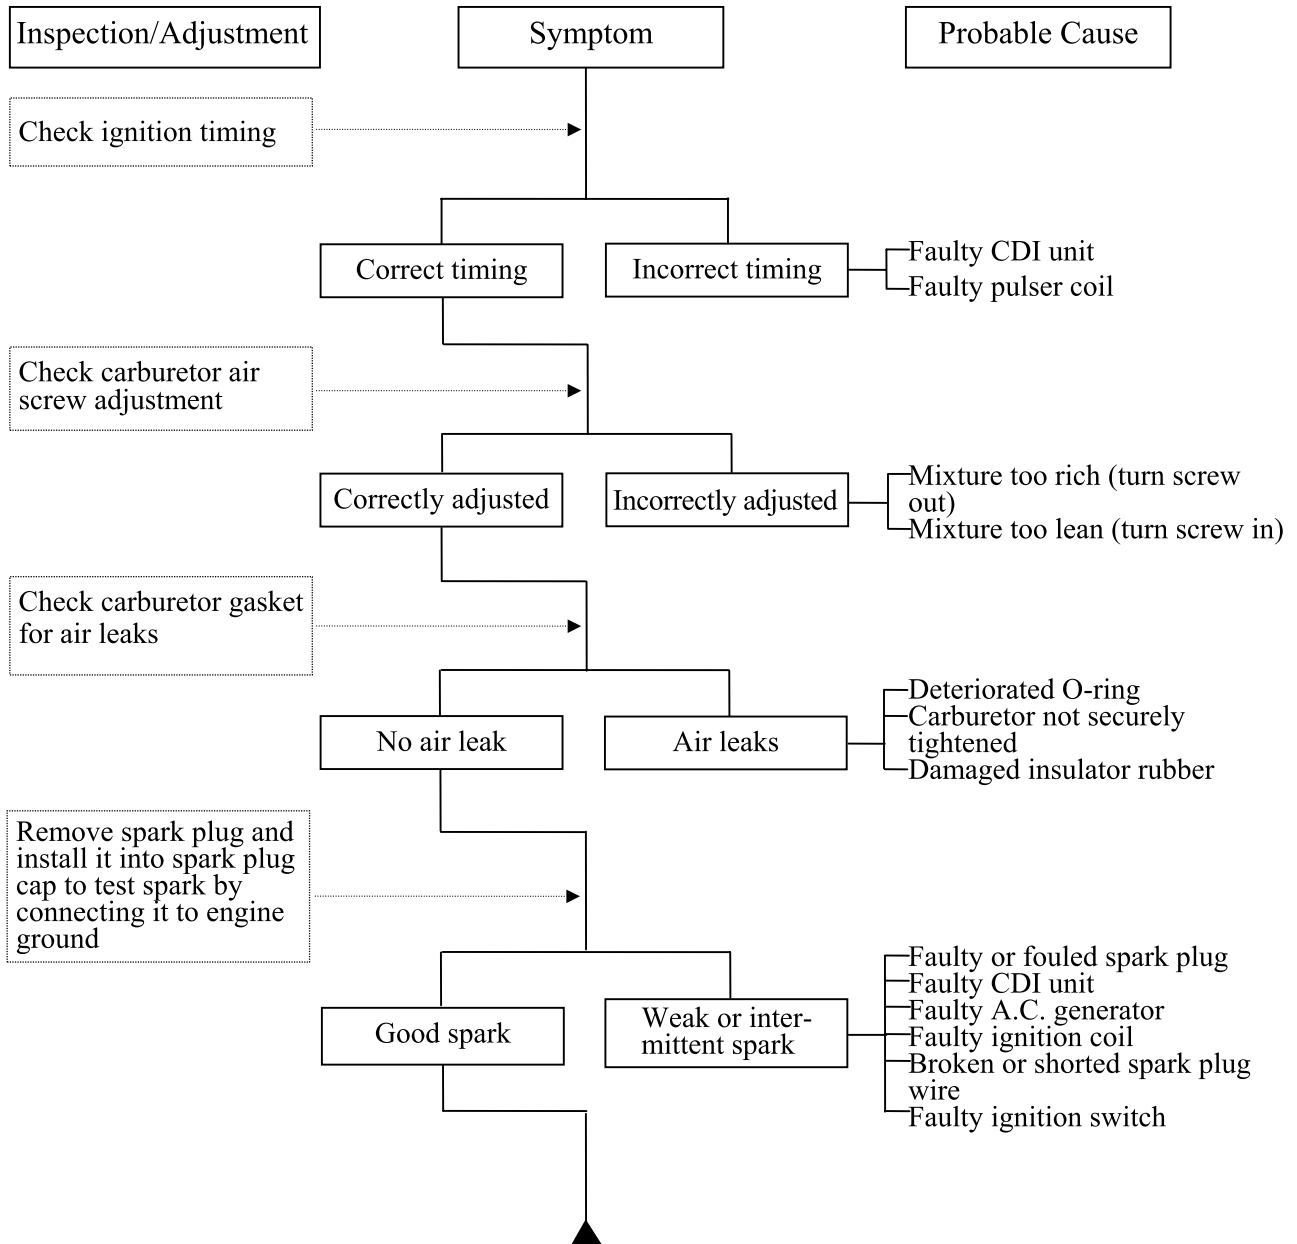 Inspection/Adjustment
Symptom
Probable Cause
Check ignition timing
Correct timing
Incorrect timing
Faulty CDI unit
Faulty pulser coil
Check carburetor air
screw adjustment
Correctly adjusted
Incorrectly adjusted
Mixture too rich (turn screw
out)
Mixture too lean (turn screw in)
Check carburetor gasket
for air leaks
No air leak
Air leaks
Deteriorated O-ring
Carburetor not securely
tightened
Damaged insulator rubber
Remove spark plug and
install it into spark plug
cap to test spark by
connecting it to engine
ground
Good spark
Weak or inter-
mittent spark
Faulty or fouled spark plug
Faulty CDI unit
Faulty A.C. generator
Faulty ignition coil
Broken or shorted spark plug
wire
Faulty ignition switch